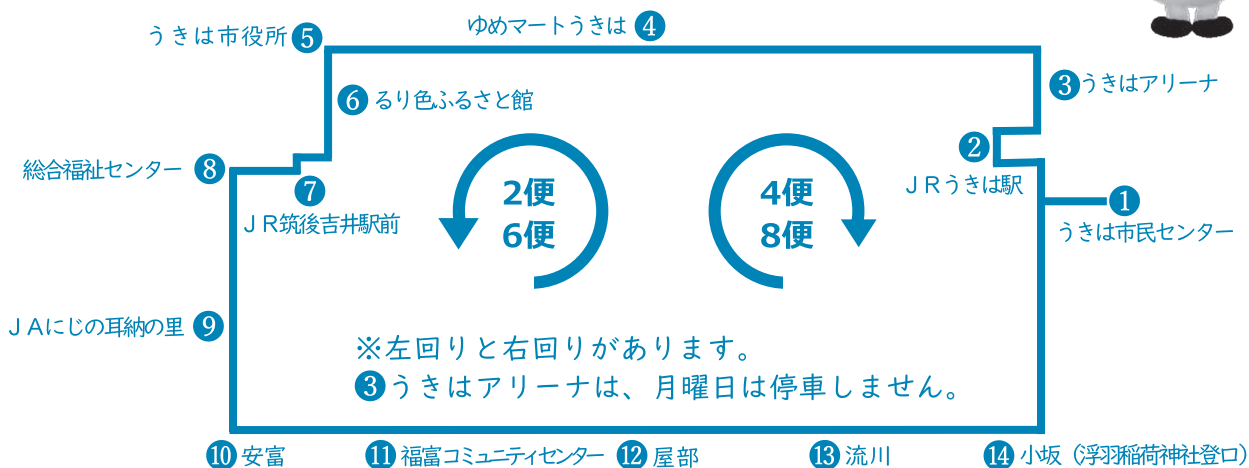 ゆめマートうきは 4
うきは市役所 5
3 うきはアリーナ
6 るり色ふるさと館
2
JRうきは駅
総合福祉センター 8
7
JR筑後吉井駅前
2便
6便
4便
8便
1
うきは市民センター
JAにじの耳納の里 9
※左回りと右回りがあります。
3うきはアリーナは、月曜日は停車しません。
10 安富
11 福富コミュニティセンター
12 屋部
13 流川
14 小坂（浮羽稲荷神社登口）